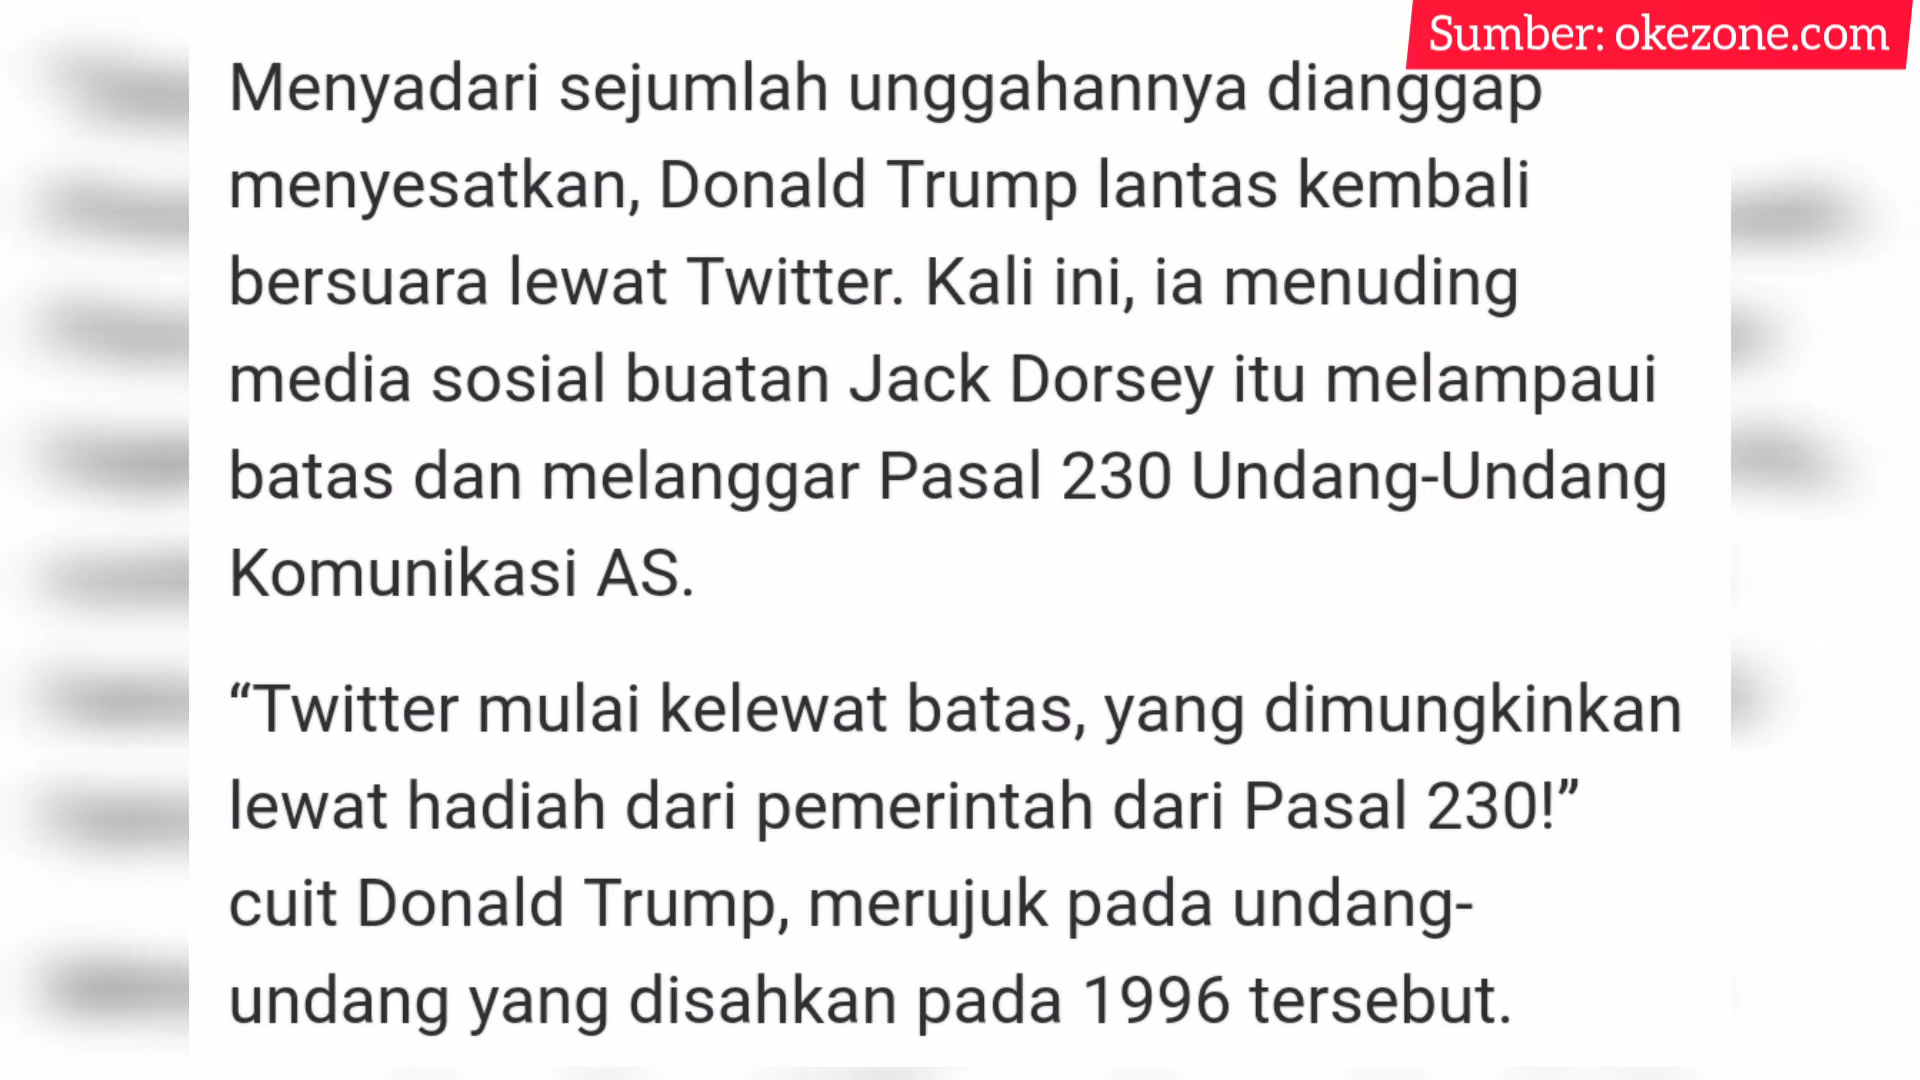 Sumber: okezone.com
Menyadari sejumlah unggahannya dianggap
menyesatkan, Donald Trump lantas kembali
bersuara lewat Twitter. Kali ini, ia menuding
media sosial buatan Jack Dorsey itu melampaui
batas dan melanggar Pasal 230 Undang-Undang
Komunikasi AS.
“Twitter mulai kelewat batas, yang dimungkinkan
lewat hadiah dari pemerintah dari Pasal 230!”
cuit Donald Trump, merujuk pada undang-
undang yang disahkan pada 1996 tersebut.